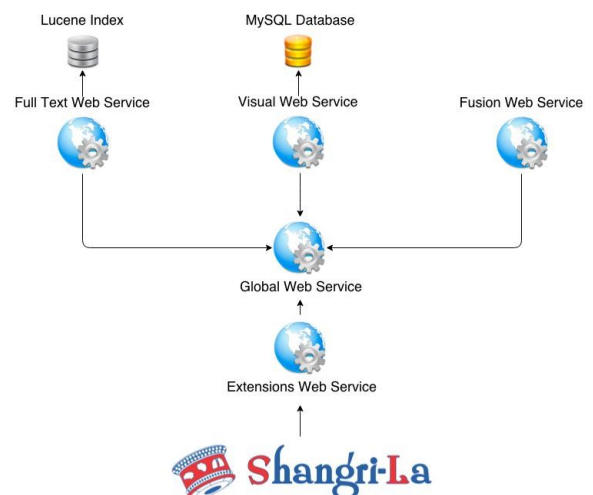 Lucene Index
MySQL Database
Full Text Web Service
Visual Web Service
Fusion Web Service
Global Web Service
Extensions Web Service
Shangri-La